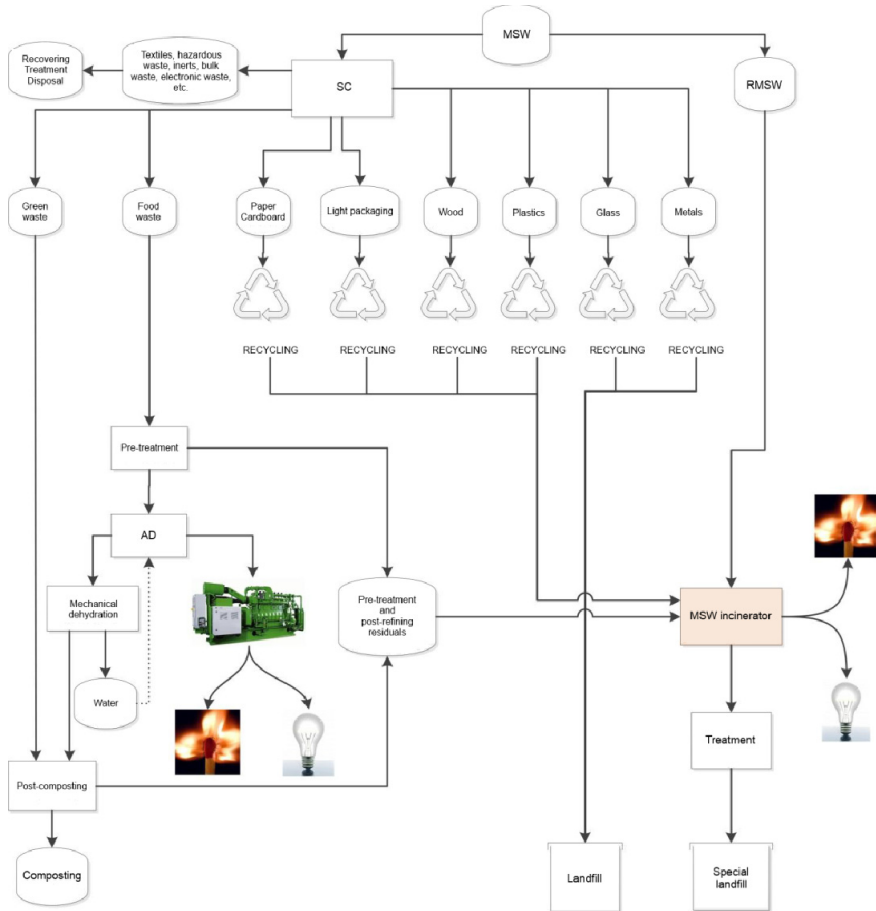 MSW
Recovering
Treatment
Disposal
Textiles, hazardous
waste, inerts, bulk
waste, electronic waste,
etc.
SC
RMSW
Green
waste
Food
waste
Paper
Cardboard
Light packaging
Wood
Plastics
Glass
Metals
RECYCLING
RECYCLING
RECYCLING
RECYCLING
RECYCLING
RECYCLING
Pre-treatment
AD
Mechanical
dehydration
Pre-treatment
and
post-refining
residuals
MSW incinerator
Water
Treatment
Post-composting
Composting
Landfill
Special
landfill